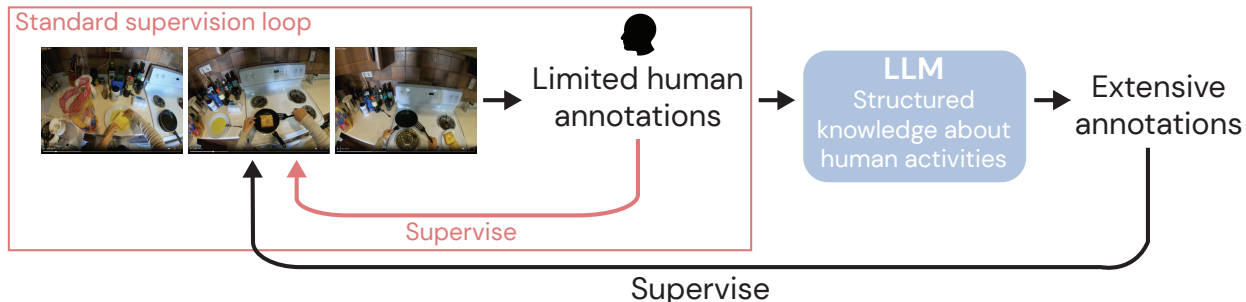 Standard supervision loop
Limited human
annotations
LLM
Structured
knowledge about
human activities
Extensive
annotations
Supervise
Supervise